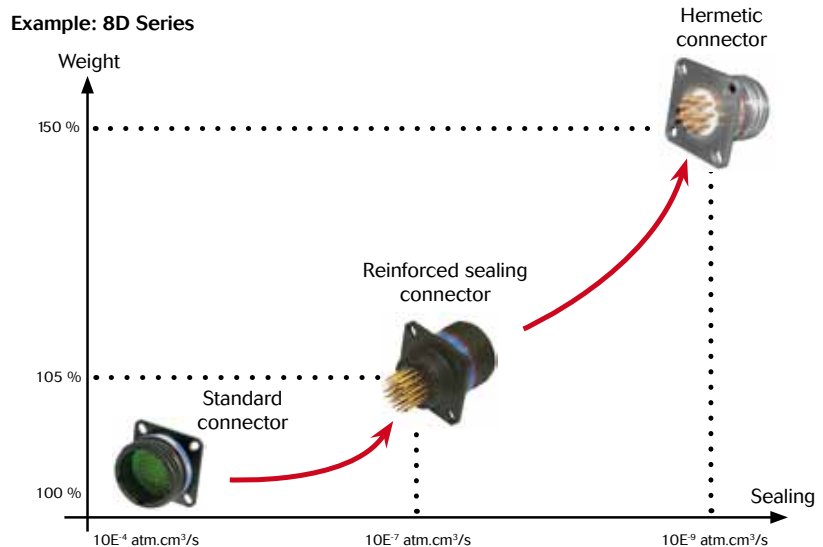 Example: 8D Series
Hermetic
connector
Weight
150 %
Reinforced sealing
connector
105 %
Standard
connector
100 %
Sealing
10E⁻⁴ atm.cm³/s
10E⁻⁷ atm.cm³/s
10E⁻⁹ atm.cm³/s